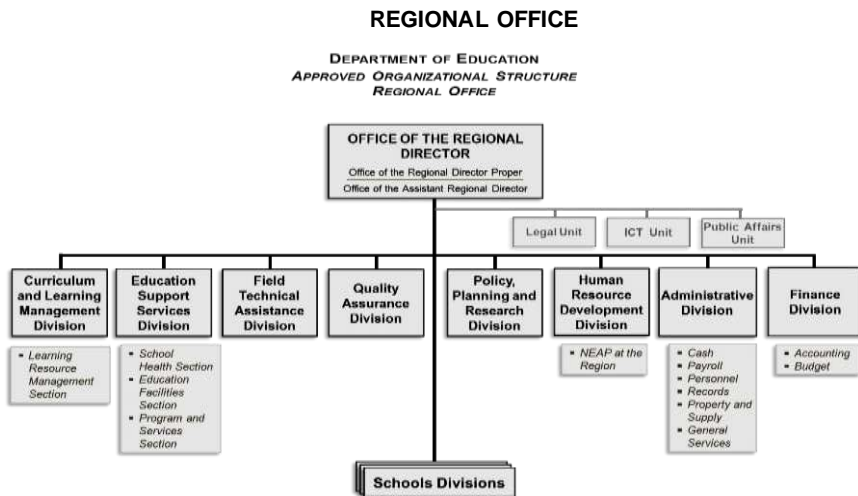 REGIONAL OFFICE
DEPARTMENT OF EDUCATION
APPROVED ORGANIZATIONAL STRUCTURE
REGIONAL OFFICE
OFFICE OF THE REGIONAL
DIRECTOR
Office of the Regional Director Proper
Office of the Assistant Regional Director
Legal Unit
ICT Unit
Public Affairs
Unit
Curriculum
and Learning
Management
Division
Education
Support
Services
Division
Field
Technical
Assistance
Division
Quality
Assurance
Division
Policy,
Planning and
Research
Division
Human
Resource
Development
Division
Administrative
Division
Finance
Division
▪ Learning
Resource
Management
Section
▪ School
Health Section
▪ Education
Facilities
Section
▪ Program and
Services
Section
▪ NEAP at the
Region
▪ Cash
▪ Payroll
▪ Personnel
▪ Records
▪ Property and
Supply
▪ General
Services
▪ Accounting
▪ Budget
Schools Divisions